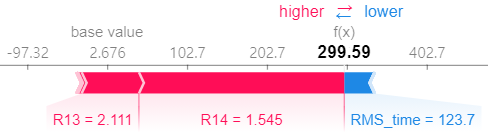 higher ⇄ lower
base value f(x)
-97.32 2.676 102.7 202.7 299.59 402.7
R13 = 2.111 R14 = 1.545 RMS_time = 123.7